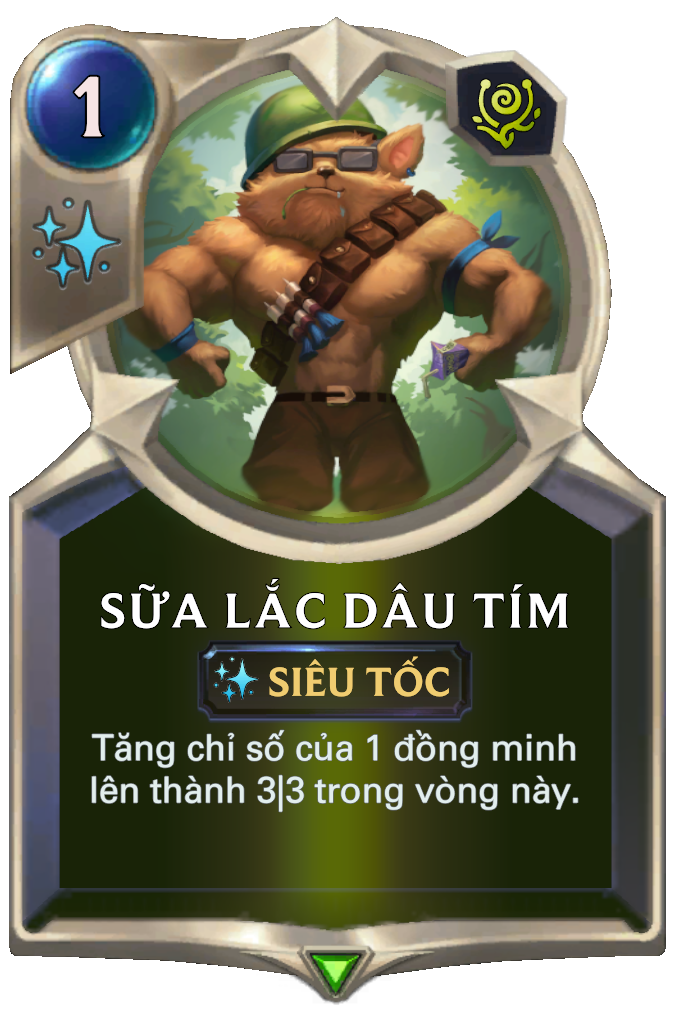 1
SỮA LẮC DÂU TÍM
SIÊU TỐC
Tăng chỉ số của 1 đồng minh
lên thành 3|3 trong vòng này.